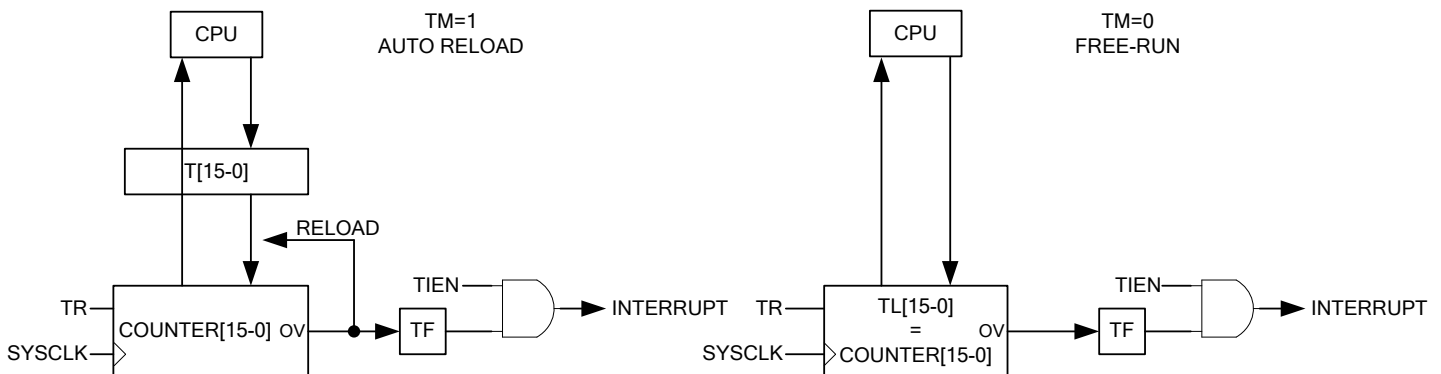 CPU
TM=1
AUTO RELOAD
T[15-0]
RELOAD
TIEN
TR
COUNTER[15-0]
OV
TF
INTERRUPT
SYSCLK
CPU
TM=0
FREE-RUN
TIEN
TR
TL[15-0]
=
COUNTER[15-0]
OV
TF
INTERRUPT
SYSCLK